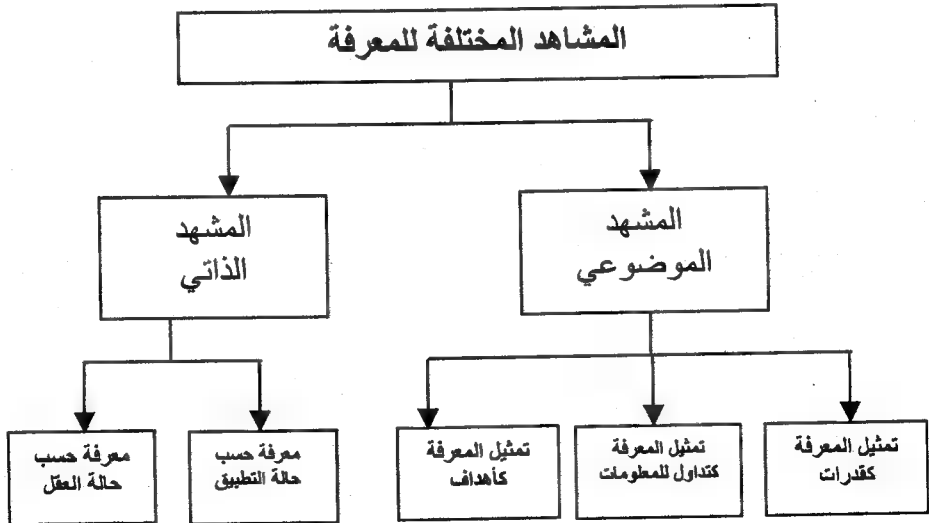 المشاهد المختلفة للمعرفة
المشهد
الموضوعي
المشهد
الذاتي
تمثيل المعرفة
كقدرات
تمثيل المعرفة
كتداول للمعلومات
تمثيل المعرفة
كأهداف
معرفة حسب
حالة التطبيق
معرفة حسب
حالة العقل